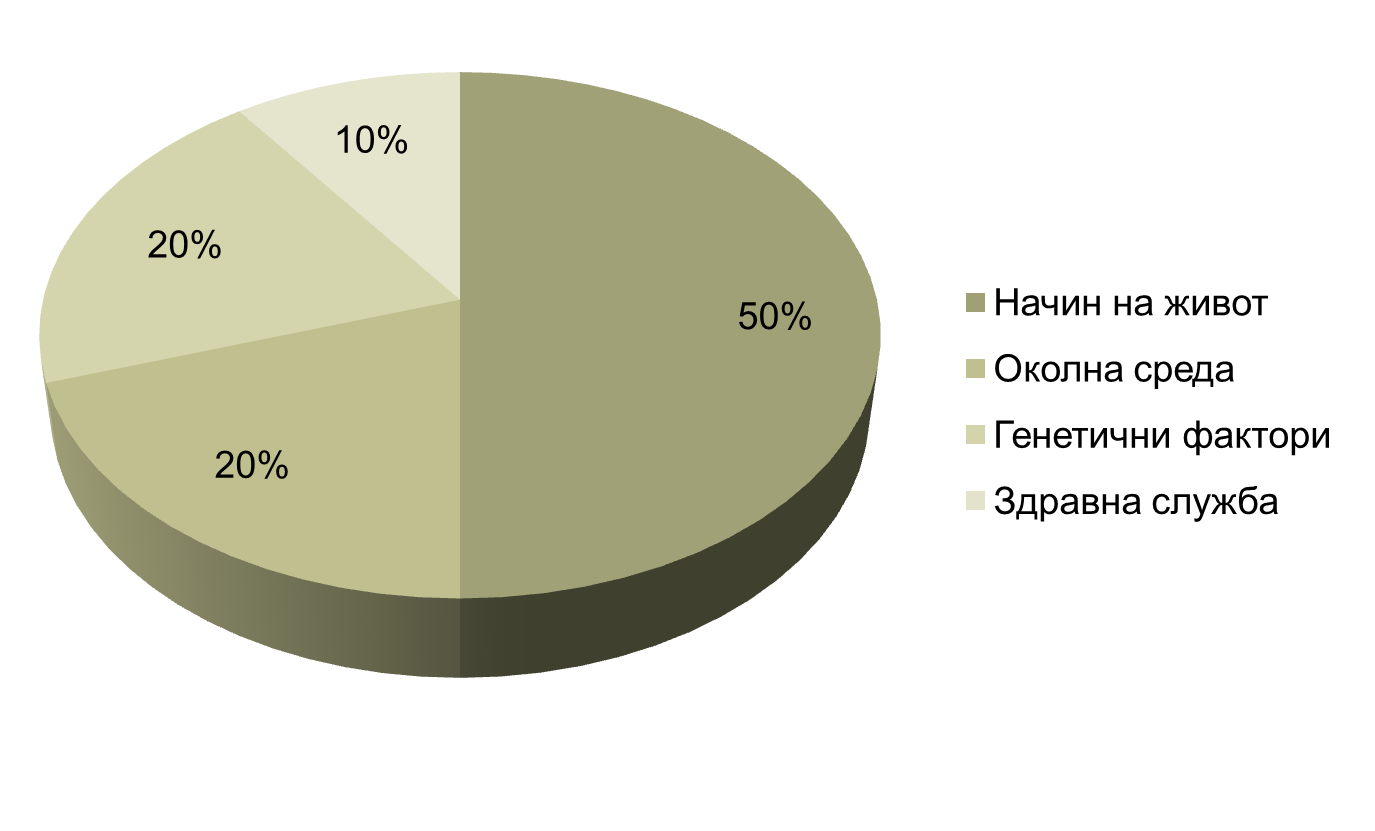 10%
20%
50%
20%
Начин на живот
Околна среда
Генетични фактори
Здравна служба